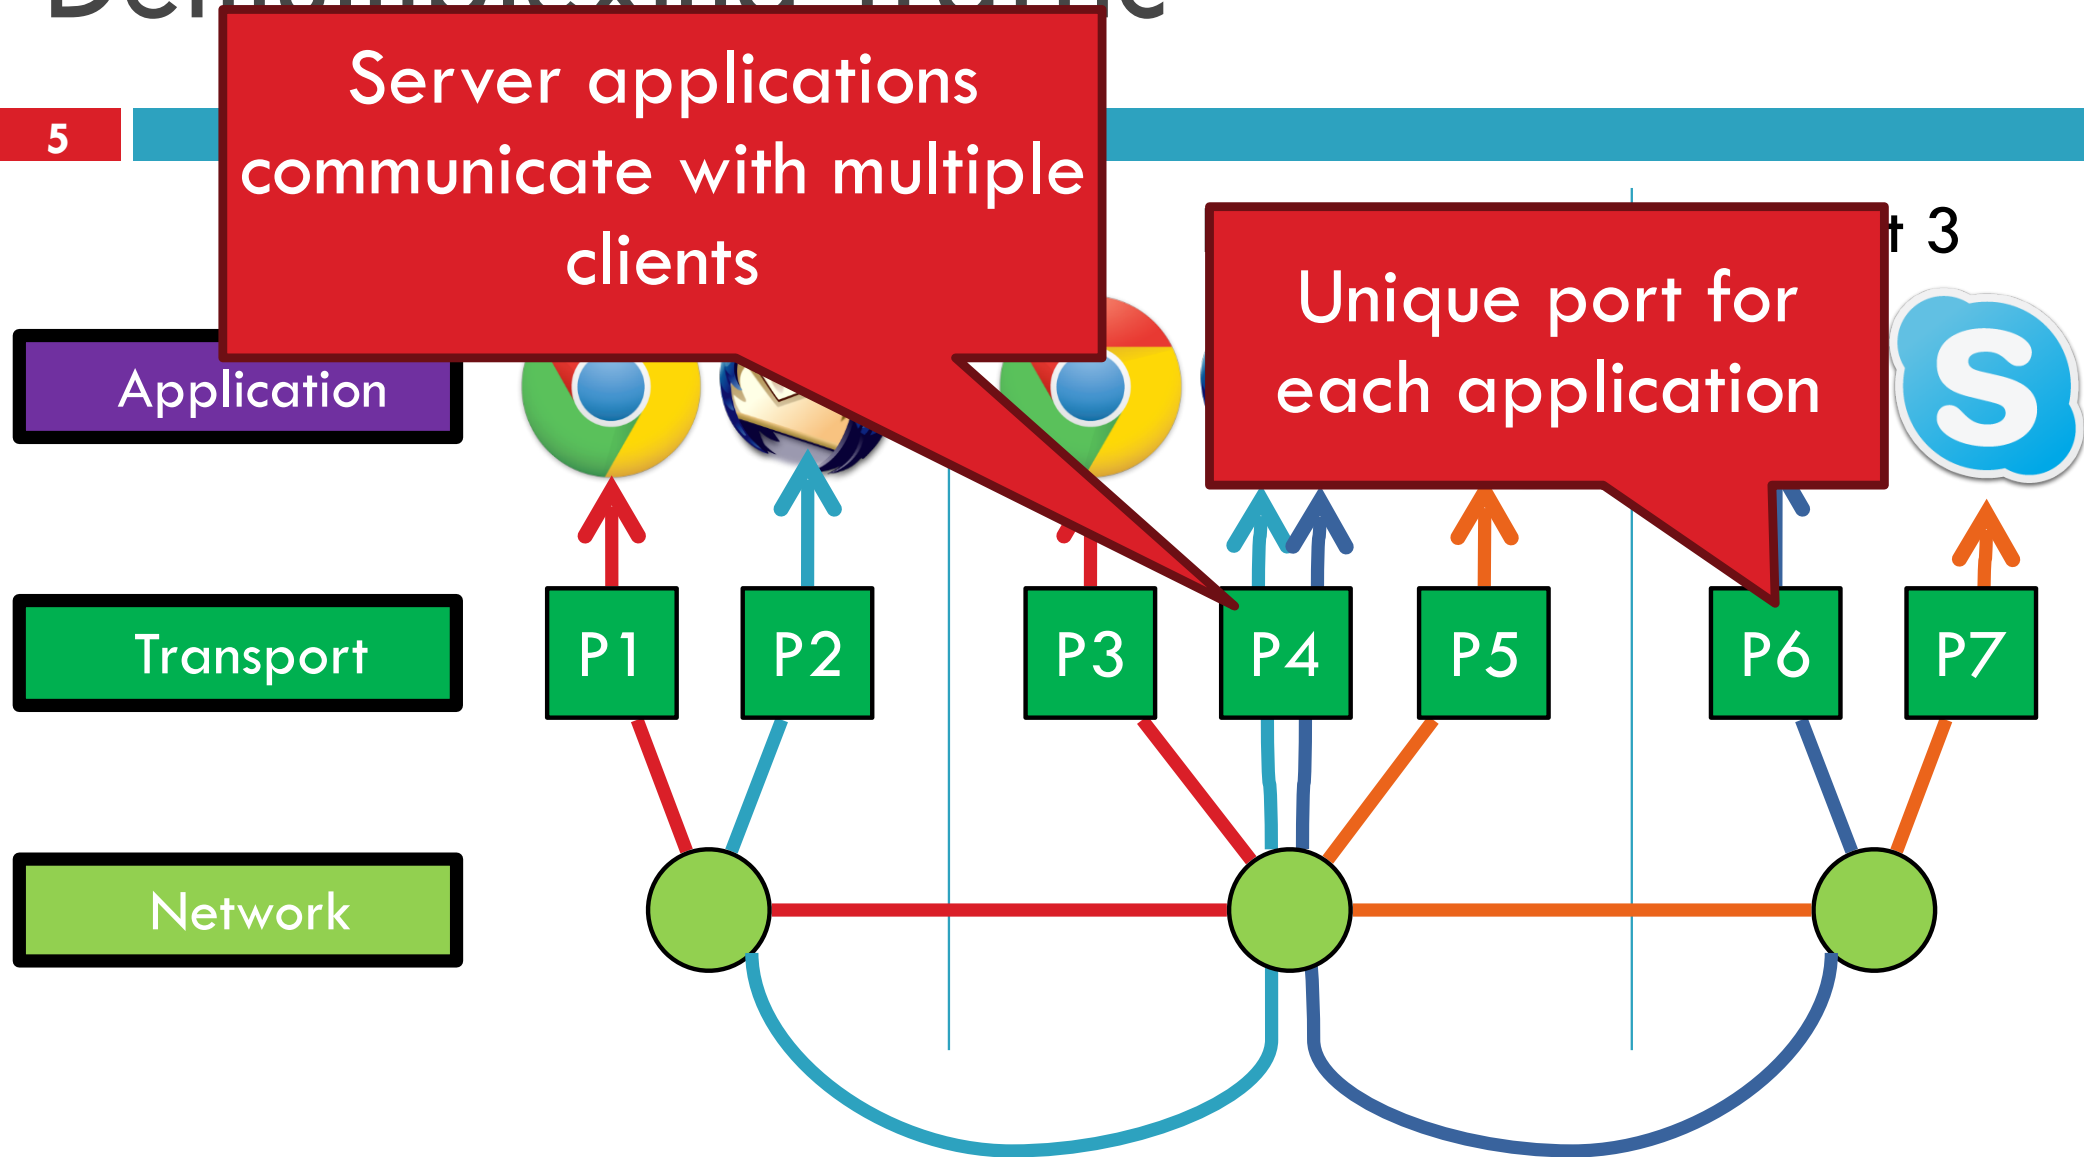 Server applications
communicate with multiple
clients
5
t 3
Unique port for
each application
Application
Transport
P1
P2
P3
P4
P5
P6
P7
Network